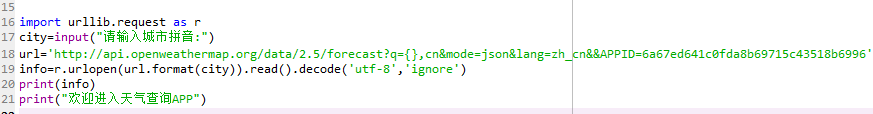 15
16 import urllib.request as r
17 city=input("请输入城市拼音:")
18 url='http://api.openweathermap.org/data/2.5/forecast?q={},cn&mode=json&lang=zh_cn&&APPID=6a67ed641c0fda8b69715c43518b6996'
19 info=r.urlopen(url.format(city)).read().decode('utf-8','ignore')
20 print(info)
21 print("欢迎进入天气查询APP")